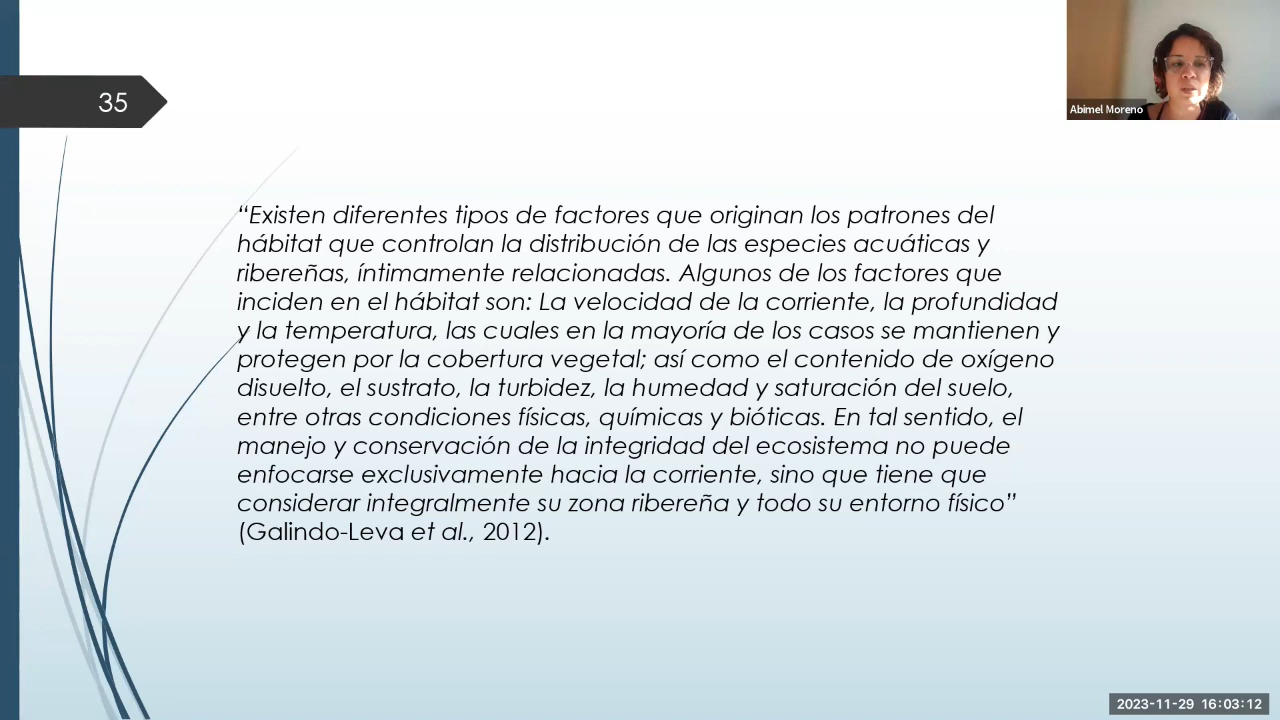 35
Abimel Moreno
“Existen diferentes tipos de factores que originan los patrones del
hábitat que controlan la distribución de las especies acuáticas y
ribereñas, íntimamente relacionadas. Algunos de los factores que
inciden en el hábitat son: La velocidad de la corriente, la profundidad
y la temperatura, las cuales en la mayoría de los casos se mantienen y
protegen por la cobertura vegetal; así como el contenido de oxígeno
disuelto, el sustrato, la turbidez, la humedad y saturación del suelo,
entre otras condiciones físicas, químicas y bióticas. En tal sentido, el
manejo y conservación de la integridad del ecosistema no puede
enfocarse exclusivamente hacia la corriente, sino que tiene que
considerar integralmente su zona ribereña y todo su entorno físico”
(Galindo-Leva et al., 2012).
2023-11-29 16:03:12